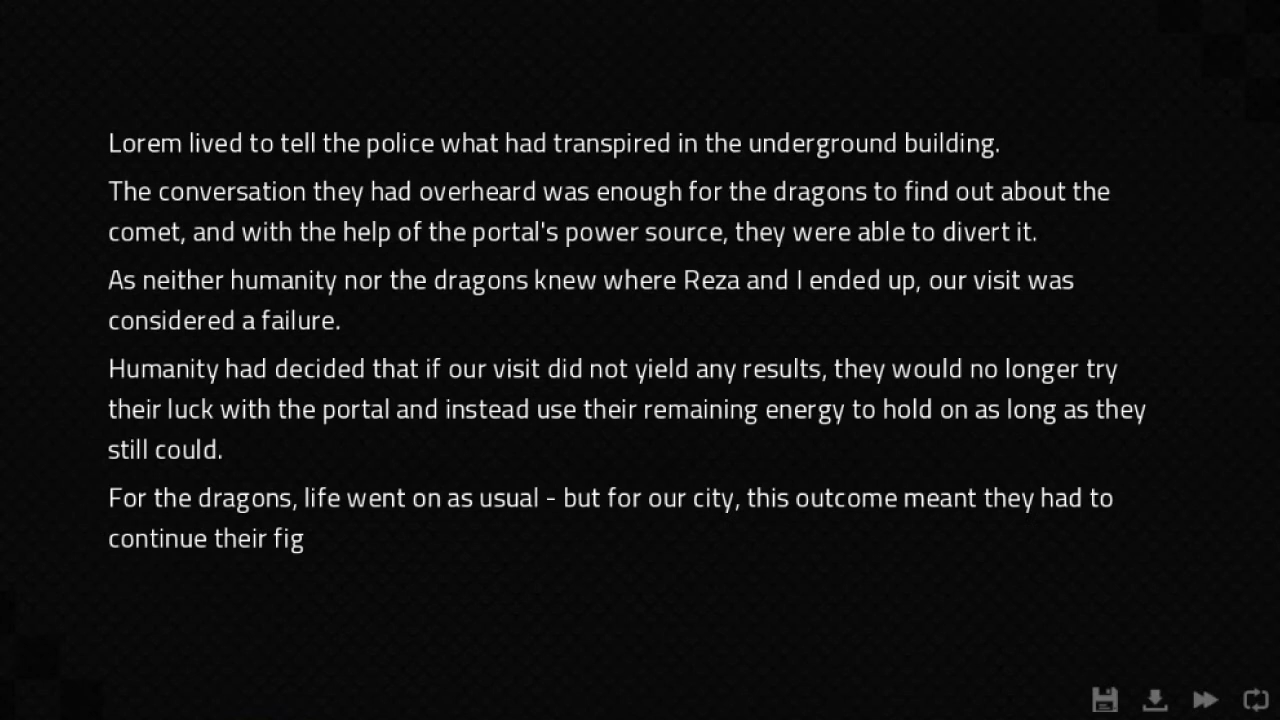 Lorem lived to tell the police what had transpired in the underground building.
The conversation they had overheard was enough for the dragons to find out about the
comet, and with the help of the portal's power source, they were able to divert it.
As neither humanity nor the dragons knew where Reza and I ended up, our visit was
considered a failure.
Humanity had decided that if our visit did not yield any results, they would no longer try
their luck with the portal and instead use their remaining energy to hold on as long as they
still could.
For the dragons, life went on as usual - but for our city, this outcome meant they had to
continue their fig